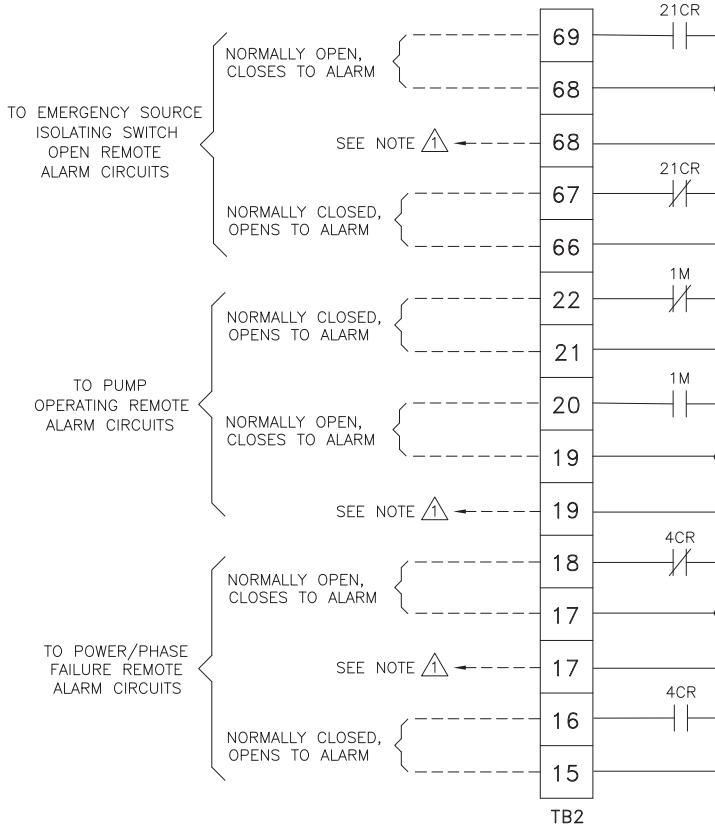 21CR
69
NORMALLY OPEN,
CLOSES TO ALARM
68
TO EMERGENCY SOURCE
ISOLATING SWITCH
OPEN REMOTE
ALARM CIRCUITS
SEE NOTE 1
68
21CR
67
NORMALLY CLOSED,
OPENS TO ALARM
66
1M
22
NORMALLY CLOSED,
OPENS TO ALARM
21
1M
TO PUMP
OPERATING REMOTE
ALARM CIRCUITS
20
NORMALLY OPEN,
CLOSES TO ALARM
19
SEE NOTE 1
19
4CR
18
NORMALLY OPEN,
CLOSES TO ALARM
17
TO POWER/PHASE
FAILURE REMOTE
ALARM CIRCUITS
SEE NOTE 1
17
4CR
16
NORMALLY CLOSED,
OPENS TO ALARM
15
TB2